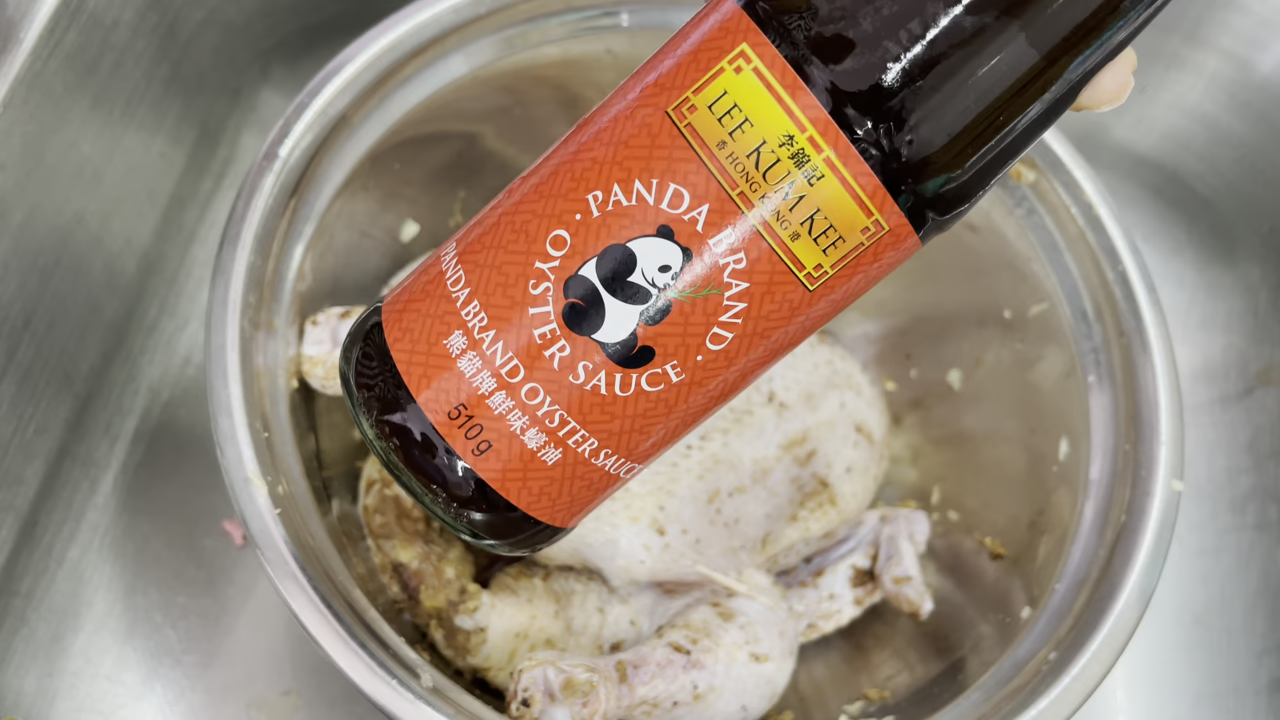 李錦記
LEE KUM KEE
香 HONG KONG 港
· PANDA BRAND ·
OYSTER SAUCE
PANDA BRAND OYSTER SAUCE
熊貓牌鮮味蠔油
510g